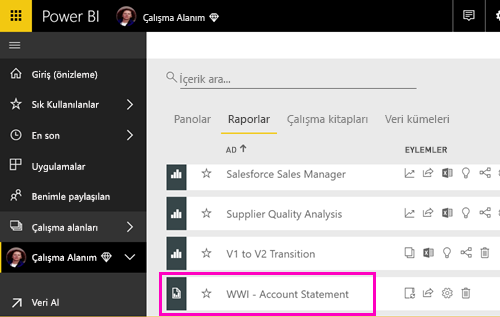 Power BI
Çalışma Alanım
Giriş (önizleme)
Sık Kullanılanlar
En son
Uygulamalar
Benimle paylaşılan
Çalışma alanları
Çalışma Alanım
Veri Al
İçerik ara...
Panolar Raporlar Çalışma kitapları Veri kümeleri
AD EYLEMLER
Salesforce Sales Manager
Supplier Quality Analysis
V1 to V2 Transition
WWI - Account Statement